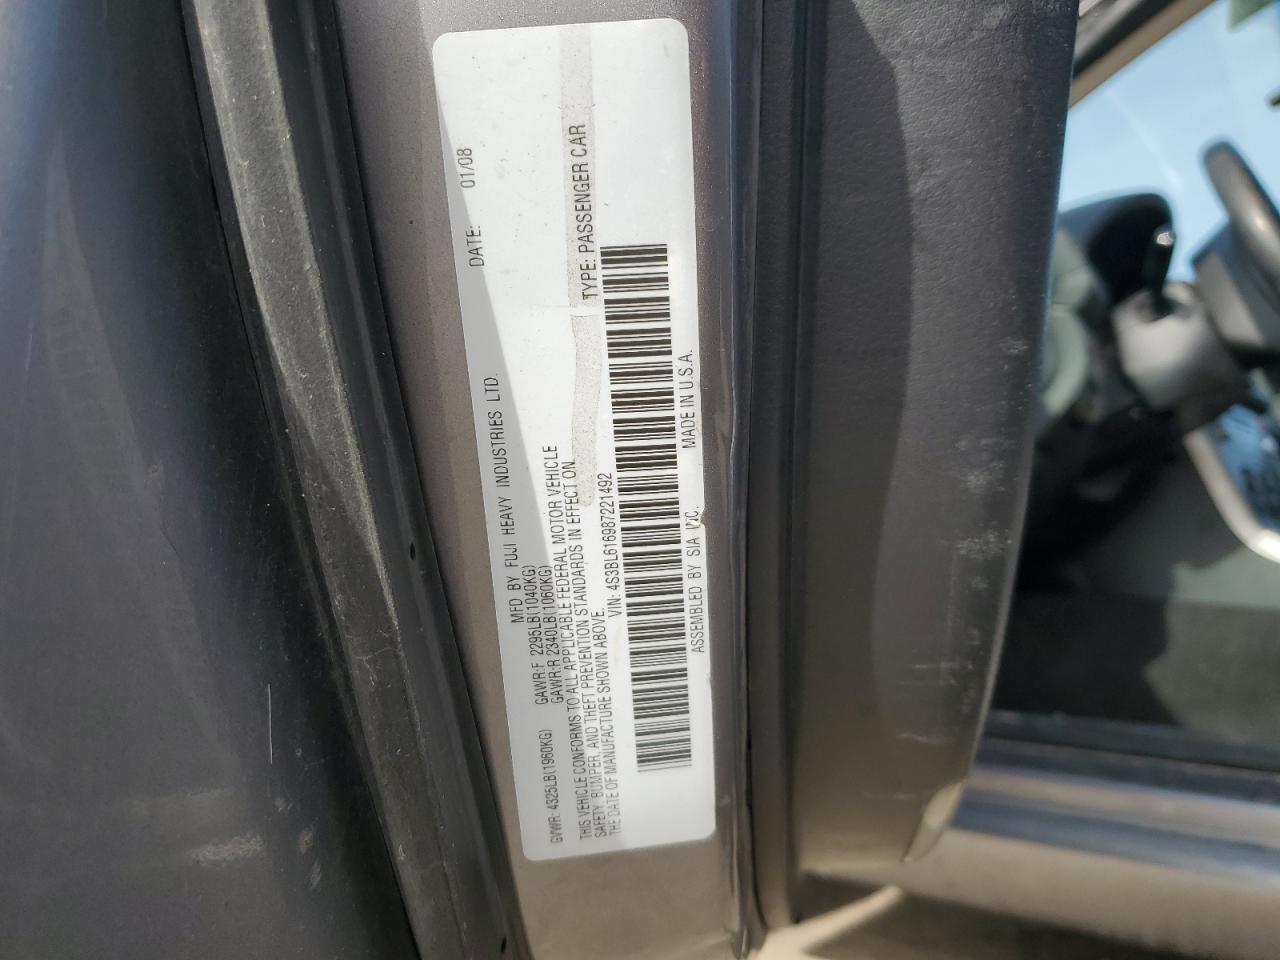 MFD BY FUJI HEAVY INDUSTRIES LTD. DATE: 01/08
GVWR: 4325LB(1960KG) GAWR:F 2295LB(1040KG)
GAWR:R 2340LB(1060KG)
THIS VEHICLE CONFORMS TO ALL APPLICABLE FEDERAL MOTOR VEHICLE
SAFETY, BUMPER, AND THEFT PREVENTION STANDARDS IN EFFECT ON
THE DATE OF MANUFACTURE SHOWN ABOVE.
VIN: 4S3BL616987221492 TYPE: PASSENGER CAR
ASSEMBLED BY SIA INC. MADE IN U.S.A.